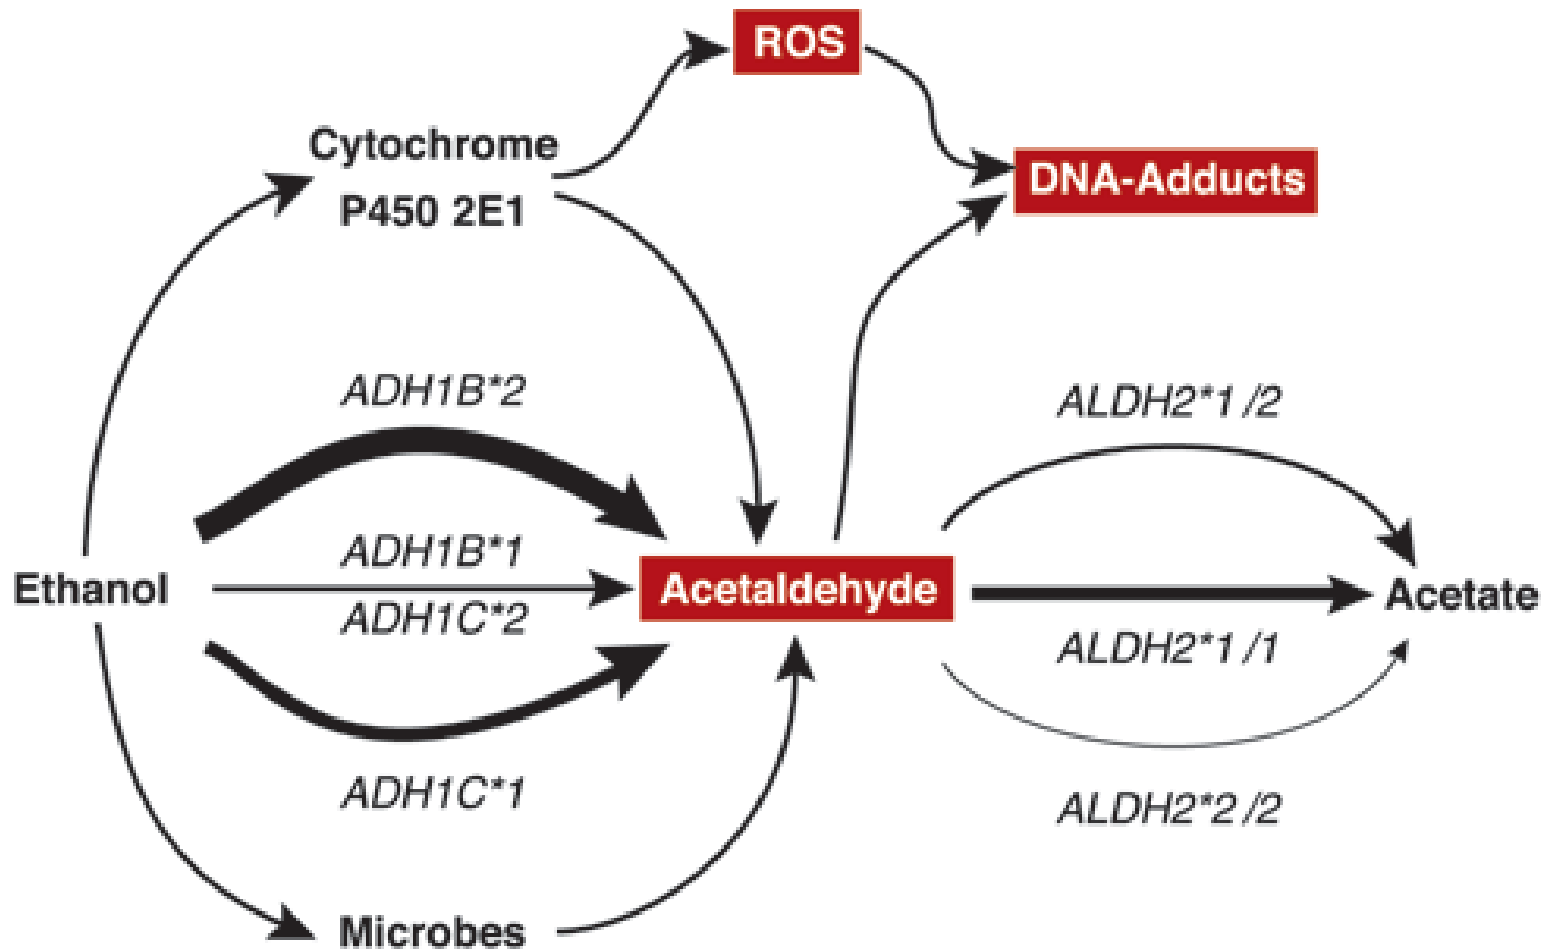 ROS
Cytochrome
P450 2E1
DNA-Adducts
ADH1B*2
ALDH2*1/2
ADH1B*1
Ethanol
Acetaldehyde
Acetate
ADH1C*2
ALDH2*1/1
ADH1C*1
ALDH2*2/2
Microbes